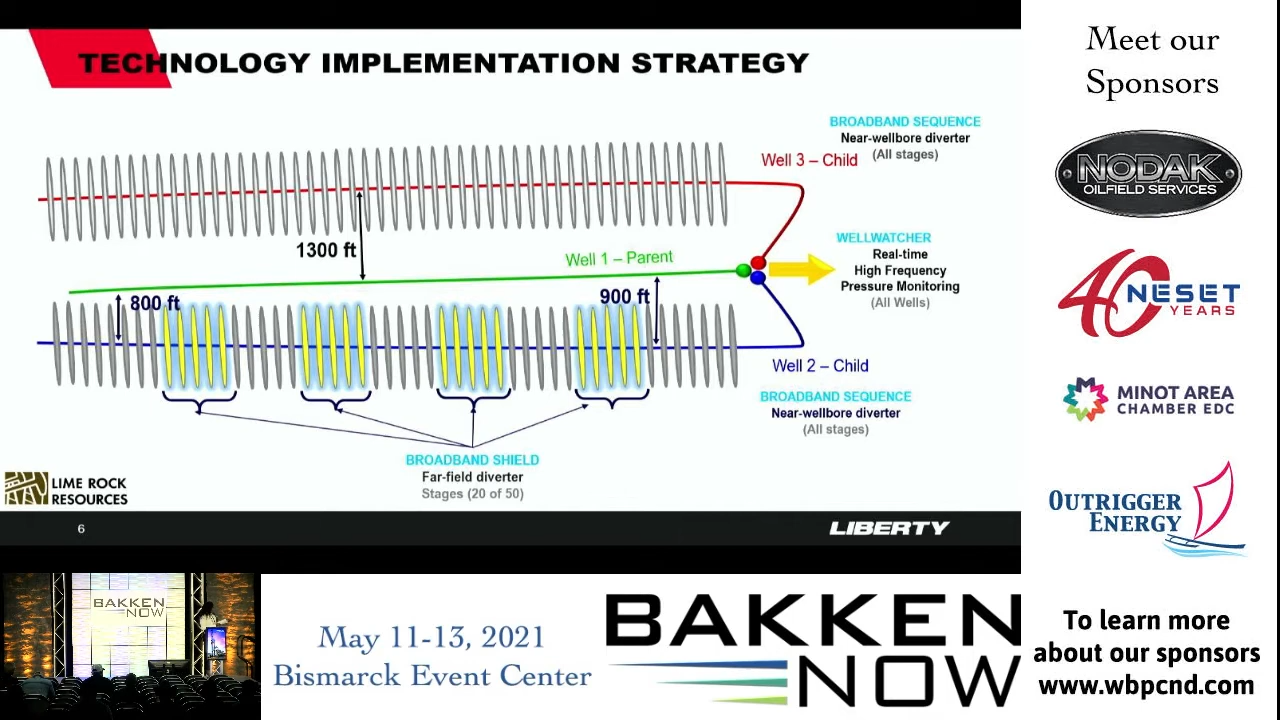 TECHNOLOGY IMPLEMENTATION STRATEGY
BROADBAND SEQUENCE
Near-wellbore diverter
(All stages)
Well 3 – Child
1300 ft
Well 1 – Parent
WELLWATCHER
Real-time
High Frequency
Pressure Monitoring
(All Wells)
800 ft
900 ft
Well 2 – Child
BROADBAND SEQUENCE
Near-wellbore diverter
(All stages)
BROADBAND SHIELD
Far-field diverter
Stages (20 of 50)
LIME ROCK
RESOURCES
6
LIBERTY
Meet our
Sponsors
NODAK
OILFIELD SERVICES
40 NESET
YEARS
MINOT AREA
CHAMBER EDC
OUTRIGGER
ENERGY
To learn more
about our sponsors
www.wbpcnd.com
BAKKEN
NOW
May 11-13, 2021
Bismarck Event Center
BAKKEN
NOW